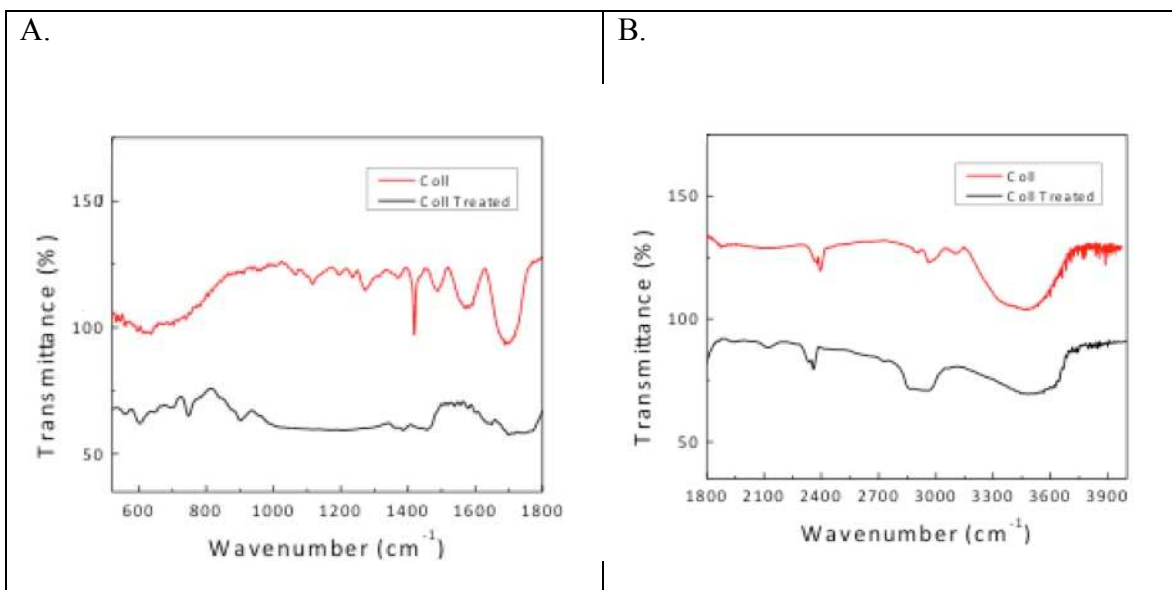 A.
B.
Coll
Coll Treated
150
100
50
Transmittance (%)
600 800 1000 1200 1400 1600 1800
Wavenumber (cm-1)
Coll
Coll Treated
150
100
50
Transmittance (%)
1800 2100 2400 2700 3000 3300 3600 3900
Wavenumber (cm-1)